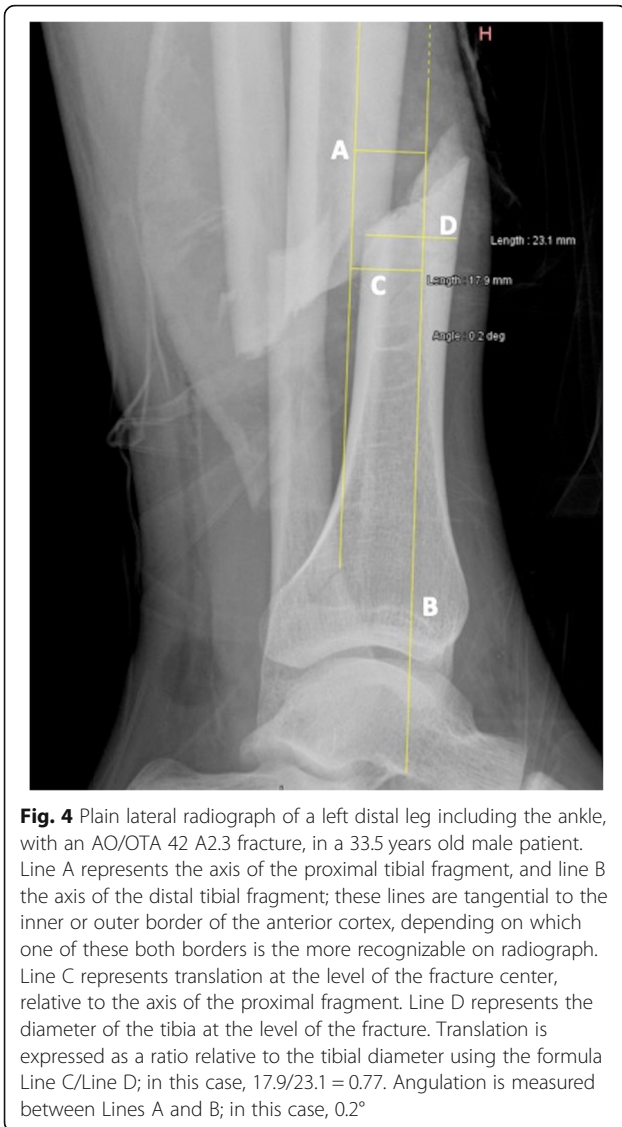 H
A
D
Length : 23.1 mm
C
Length : 17.9 mm
Angle : 0.2 deg
B
Fig. 4 Plain lateral radiograph of a left distal leg including the ankle,
with an AO/OTA 42 A2.3 fracture, in a 33.5 years old male patient.
Line A represents the axis of the proximal tibial fragment, and line B
the axis of the distal tibial fragment; these lines are tangential to the
inner or outer border of the anterior cortex, depending on which
one of these both borders is the more recognizable on radiograph.
Line C represents translation at the level of the fracture center,
relative to the axis of the proximal fragment. Line D represents the
diameter of the tibia at the level of the fracture. Translation is
expressed as a ratio relative to the tibial diameter using the formula
Line C/Line D; in this case, 17.9/23.1 = 0.77. Angulation is measured
between Lines A and B; in this case, 0.2°